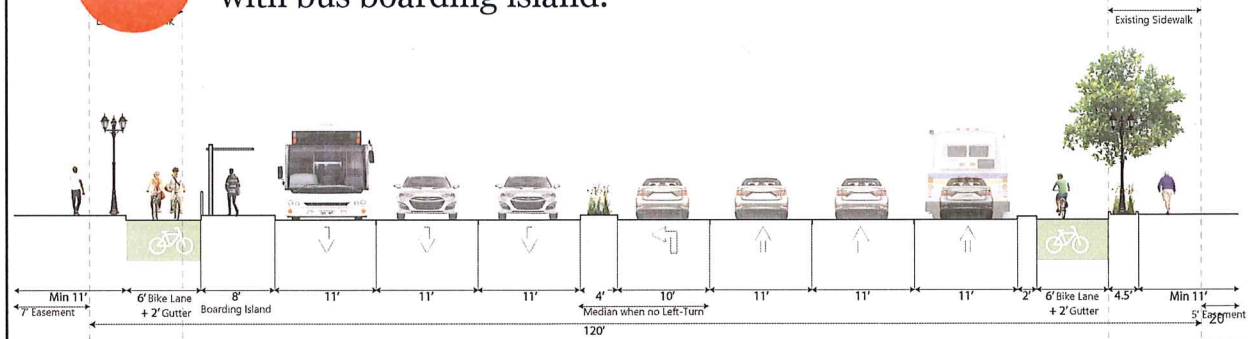 with bus boarding island.
Existing Sidewalk
Min 11'
6' Bike Lane
+ 2' Gutter
8'
Boarding Island
11'
11'
11'
4'
10'
Median when no Left-Turn
11'
11'
11'
2'
6' Bike Lane
+ 2' Gutter
4.5'
Min 11'
7' Easement
5' Easement
20
120'